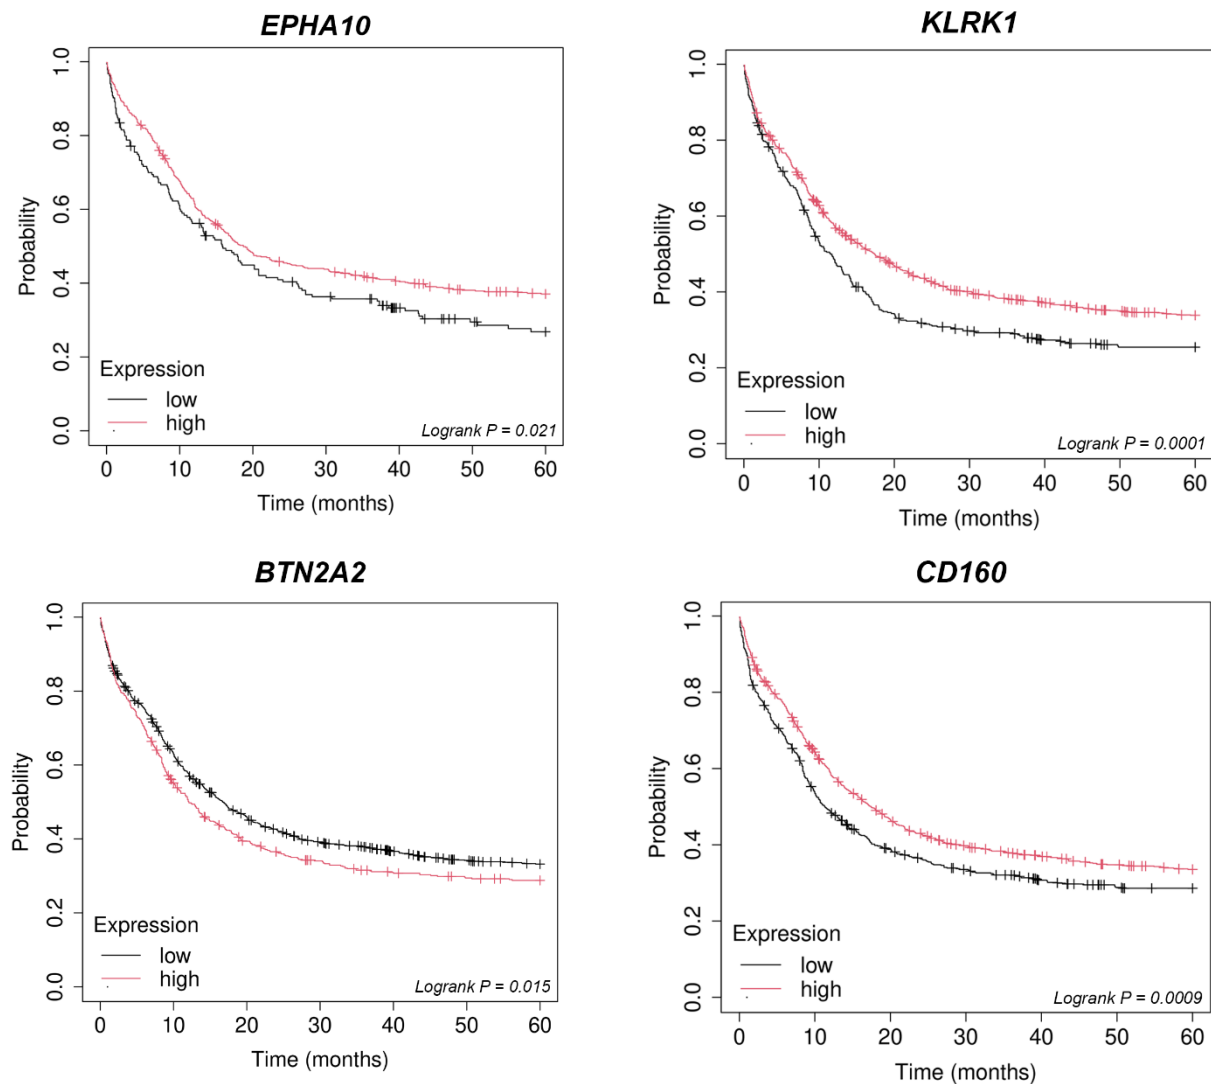 EPHA10
Probability
1.0
0.8
0.6
0.4
0.2
0.0
Expression
low
high
Logrank P = 0.021
0 10 20 30 40 50 60
Time (months)
KLRK1
Probability
1.0
0.8
0.6
0.4
0.2
0.0
Expression
low
high
Logrank P = 0.0001
0 10 20 30 40 50 60
Time (months)
BTN2A2
Probability
1.0
0.8
0.6
0.4
0.2
0.0
Expression
low
high
Logrank P = 0.015
0 10 20 30 40 50 60
Time (months)
CD160
Probability
1.0
0.8
0.6
0.4
0.2
0.0
Expression
low
high
Logrank P = 0.0009
0 10 20 30 40 50 60
Time (months)